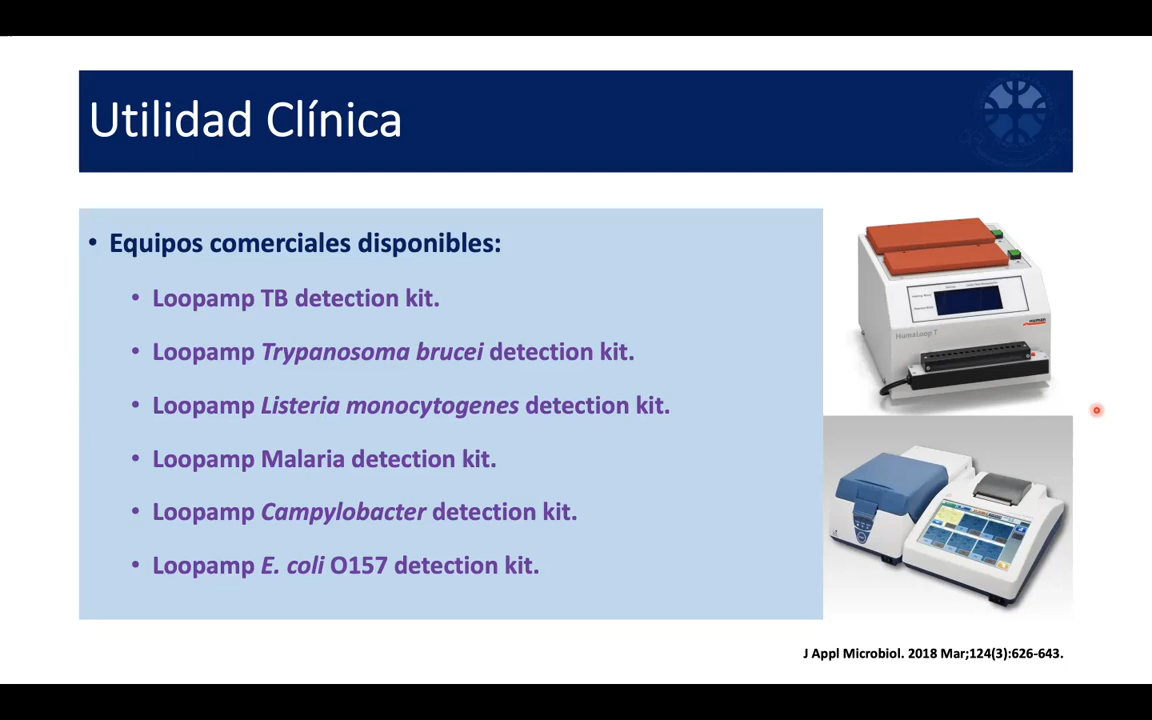 Utilidad Clínica
• Equipos comerciales disponibles:
• Loopamp TB detection kit.
• Loopamp Trypanosoma brucei detection kit.
• Loopamp Listeria monocytogenes detection kit.
• Loopamp Malaria detection kit.
• Loopamp Campylobacter detection kit.
• Loopamp E. coli O157 detection kit.
HumaLoop T
human
J Appl Microbiol. 2018 Mar;124(3):626-643.